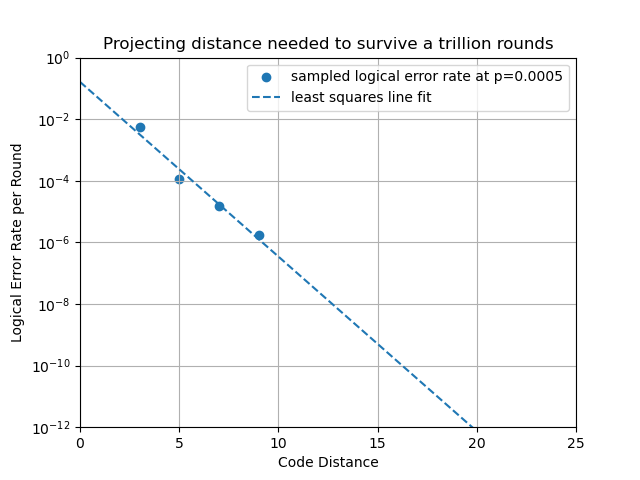 Projecting distance needed to survive a trillion rounds
sampled logical error rate at p=0.0005
least squares line fit
Logical Error Rate per Round
10⁰
10⁻²
10⁻⁴
10⁻⁶
10⁻⁸
10⁻¹⁰
10⁻¹²
0 5 10 15 20 25
Code Distance